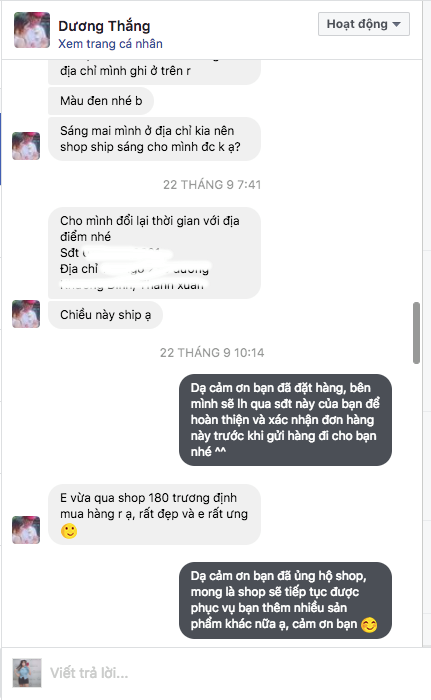 Dương Thắng
Hoạt động
Xem trang cá nhân
địa chỉ mình ghi ở trên r
Màu đen nhé b
Sáng mai mình ở địa chỉ kia nên
shop ship sáng cho mình đc k ạ?
22 THÁNG 9 7:41
Cho mình đổi lại thời gian với địa
điểm nhé
Sđt
Địa chỉ
Chiều này ship ạ
22 THÁNG 9 10:14
Dạ cảm ơn bạn đã đặt hàng, bên
mình sẽ lh qua sđt này của bạn để
hoàn thiện và xác nhận đơn hàng
này trước khi gửi hàng đi cho bạn
nhé ^^
E vừa qua shop 180 trương định
mua hàng r ạ, rất đẹp và e rất ưng
Dạ cảm ơn bạn đã ủng hộ shop,
mong là shop sẽ tiếp tục được
phục vụ bạn thêm nhiều sản
phẩm khác nữa ạ, cảm ơn bạn
Viết trả lời...